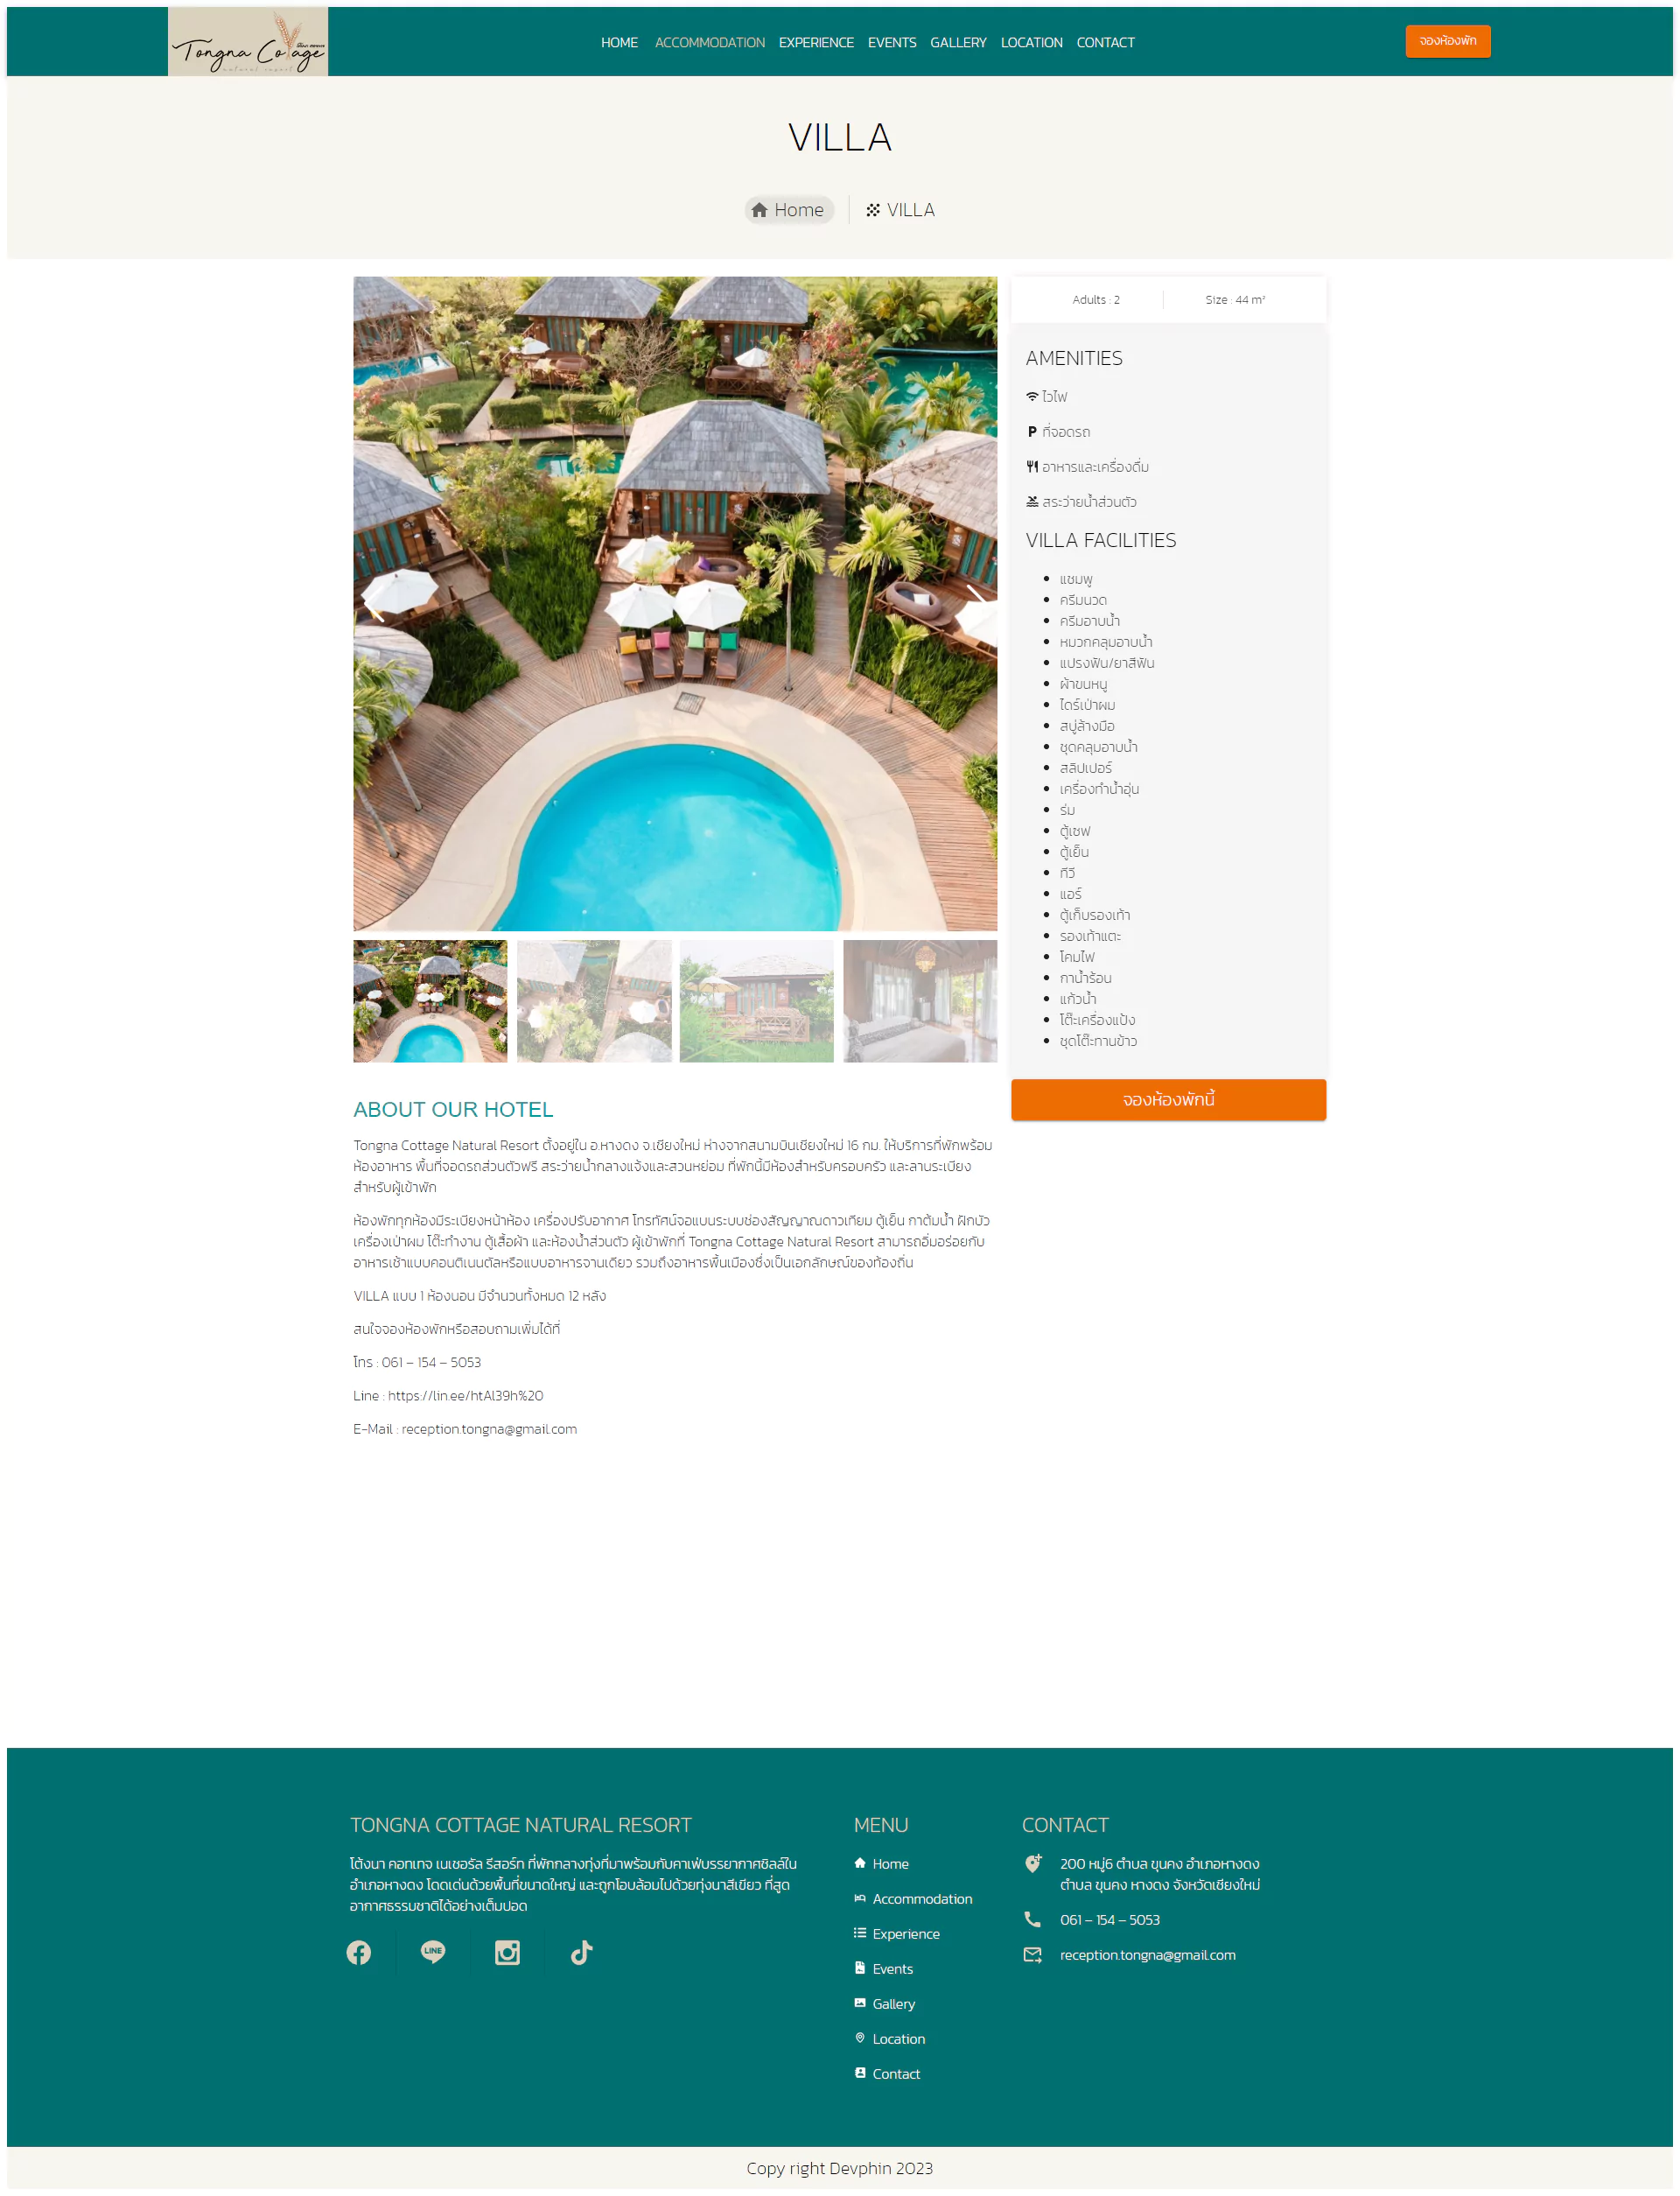 Tongna Co age
natural resort
HOME ACCOMMODATION EXPERIENCE EVENTS GALLERY LOCATION CONTACT
จองห้องพัก
VILLA
Home VILLA
Adults : 2 Size : 44 m²
AMENITIES
ไวไฟ
ที่จอดรถ
อาหารและเครื่องดื่ม
สระว่ายน้ำส่วนตัว
VILLA FACILITIES
แชมพู
ครีมนวด
ครีมอาบน้ำ
หมวกคลุมอาบน้ำ
แปรงฟัน/ยาสีฟัน
ผ้าขนหนู
ไดร์เป่าผม
สบู่ล้างมือ
ชุดคลุมอาบน้ำ
สลิปเปอร์
เครื่องทำน้ำอุ่น
ร่ม
ตู้เซฟ
ตู้เย็น
ทีวี
แอร์
ตู้เก็บรองเท้า
รองเท้าแตะ
โคมไฟ
กาน้ำร้อน
แก้วน้ำ
โต๊ะเครื่องแป้ง
ชุดโต๊ะทานข้าว
จองห้องพักนี้
ABOUT OUR HOTEL
Tongna Cottage Natural Resort ตั้งอยู่ใน อ.หางดง จ.เชียงใหม่ ห่างจากสนามบินเชียงใหม่ 16 กม. ให้บริการที่พักพร้อม
ห้องอาหาร พื้นที่จอดรถส่วนตัวฟรี สระว่ายน้ำกลางแจ้งและสวนหย่อม ที่พักนี้มีห้องสำหรับครอบครัว และลานระเบียง
สำหรับผู้เข้าพัก
ห้องพักทุกห้องมีระเบียงหน้าห้อง เครื่องปรับอากาศ โทรทัศน์จอแบนระบบช่องสัญญาณดาวเทียม ตู้เย็น กาต้มน้ำ ฝักบัว
เครื่องเป่าผม โต๊ะทำงาน ตู้เสื้อผ้า และห้องน้ำส่วนตัว ผู้เข้าพักที่ Tongna Cottage Natural Resort สามารถอิ่มอร่อยกับ
อาหารเช้าแบบคอนติเนนตัลหรือแบบอาหารจานเดียว รวมถึงอาหารพื้นเมืองซึ่งเป็นเอกลักษณ์ของท้องถิ่น
VILLA แบบ 1 ห้องนอน มีจำนวนทั้งหมด 12 หลัง
สนใจจองห้องพักหรือสอบถามเพิ่มได้ที่
โทร : 061 – 154 – 5053
Line : https://lin.ee/htAl39h%20
E-Mail : reception.tongna@gmail.com
TONGNA COTTAGE NATURAL RESORT
โต้งนา คอทเทจ เนเชอรัล รีสอร์ท ที่พักกลางทุ่งที่มาพร้อมกับคาเฟ่บรรยากาศชิลล์ใน
อำเภอหางดง โดดเด่นด้วยพื้นที่ขนาดใหญ่ และถูกโอบล้อมไปด้วยทุ่งนาสีเขียว ที่สูด
อากาศธรรมชาติได้อย่างเต็มปอด
LINE
MENU
Home
Accommodation
Experience
Events
Gallery
Location
Contact
CONTACT
200 หมู่6 ตำบล ขุนคง อำเภอหางดง
ตำบล ขุนคง หางดง จังหวัดเชียงใหม่
061 – 154 – 5053
reception.tongna@gmail.com
Copy right Devphin 2023